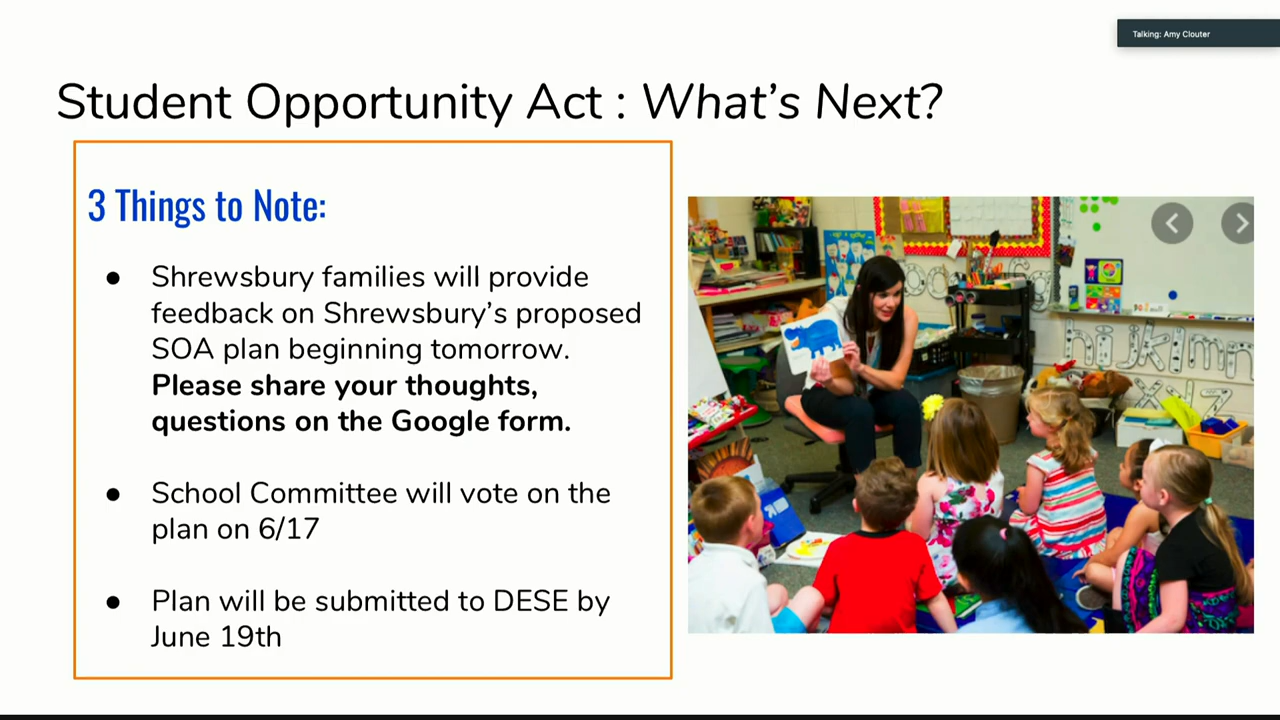 Talking: Amy Clouter
Student Opportunity Act : What's Next?
3 Things to Note:
● Shrewsbury families will provide
feedback on Shrewsbury's proposed
SOA plan beginning tomorrow.
Please share your thoughts,
questions on the Google form.
● School Committee will vote on the
plan on 6/17
● Plan will be submitted to DESE by
June 19th
hijklmn